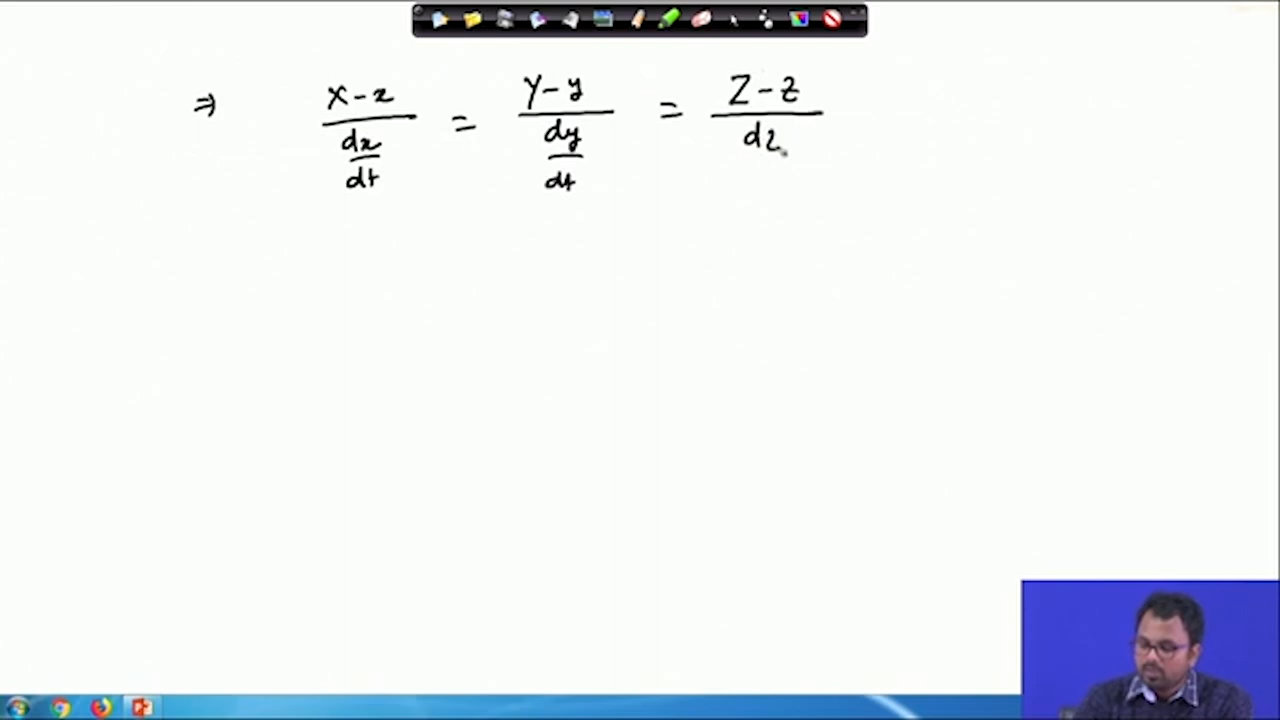 ⇒ X-x / dx/dt = Y-y / dy/dt = Z-z / dz